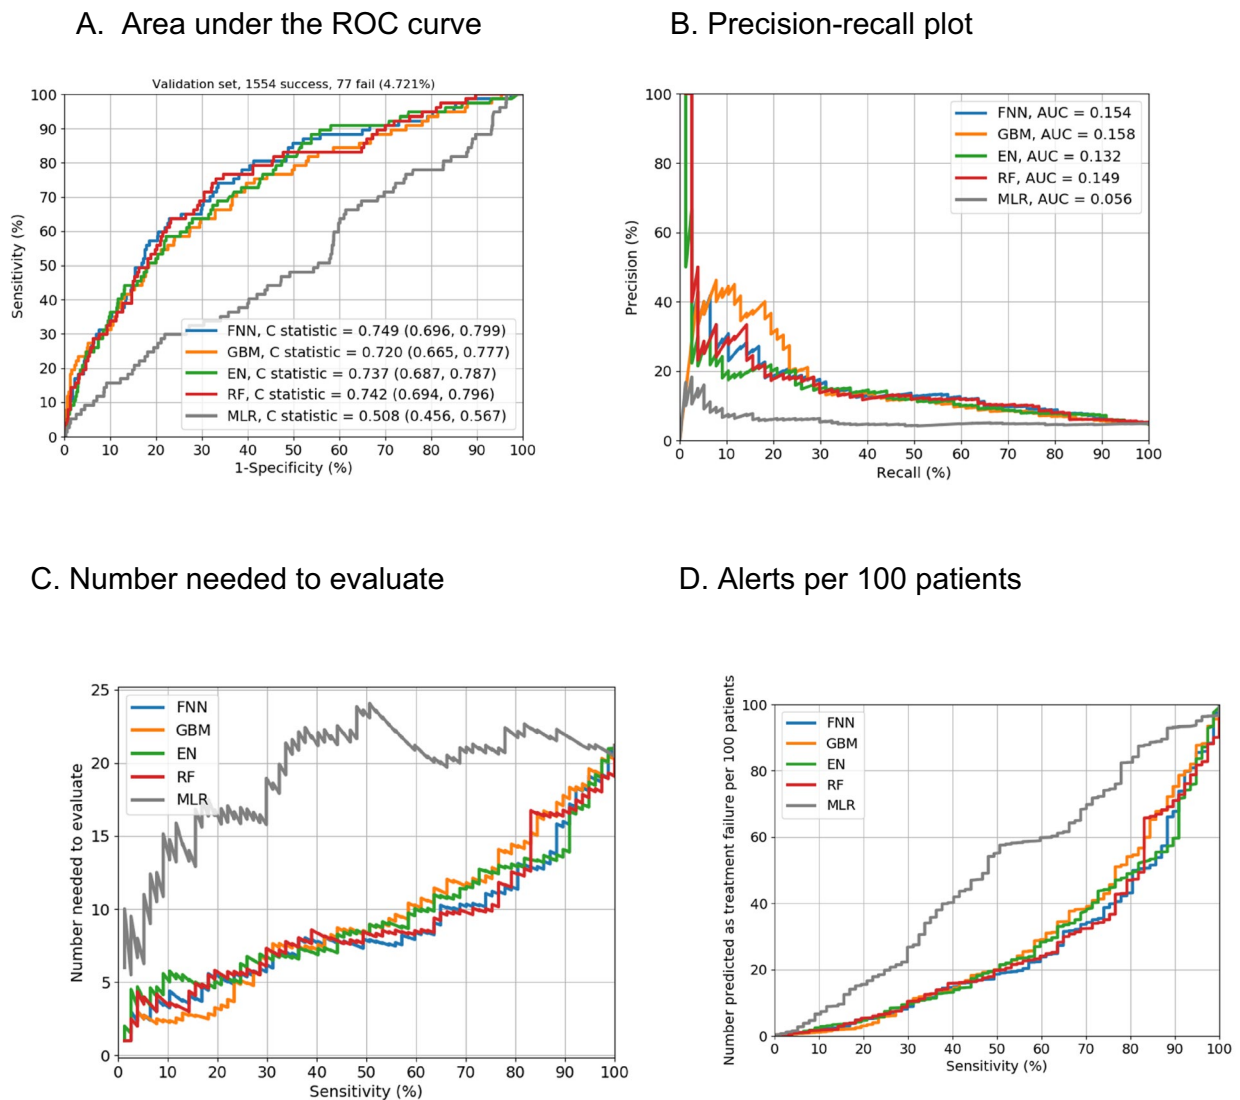 A. Area under the ROC curve
Validation set, 1554 success, 77 fail (4.721%)
100
90
80
70
60
50
40
30
20
10
0
Sensitivity (%)
FNN, C statistic = 0.749 (0.696, 0.799)
GBM, C statistic = 0.720 (0.665, 0.777)
EN, C statistic = 0.737 (0.687, 0.787)
RF, C statistic = 0.742 (0.694, 0.796)
MLR, C statistic = 0.508 (0.456, 0.567)
0 10 20 30 40 50 60 70 80 90 100
1-Specificity (%)
B. Precision-recall plot
100
80
60
40
20
0
Precision (%)
FNN, AUC = 0.154
GBM, AUC = 0.158
EN, AUC = 0.132
RF, AUC = 0.149
MLR, AUC = 0.056
0 10 20 30 40 50 60 70 80 90 100
Recall (%)
C. Number needed to evaluate
25
20
15
10
5
0
Number needed to evaluate
FNN
GBM
EN
RF
MLR
0 10 20 30 40 50 60 70 80 90 100
Sensitivity (%)
D. Alerts per 100 patients
100
80
60
40
20
0
Number predicted as treatment failure per 100 patients
FNN
GBM
EN
RF
MLR
0 10 20 30 40 50 60 70 80 90 100
Sensitivity (%)